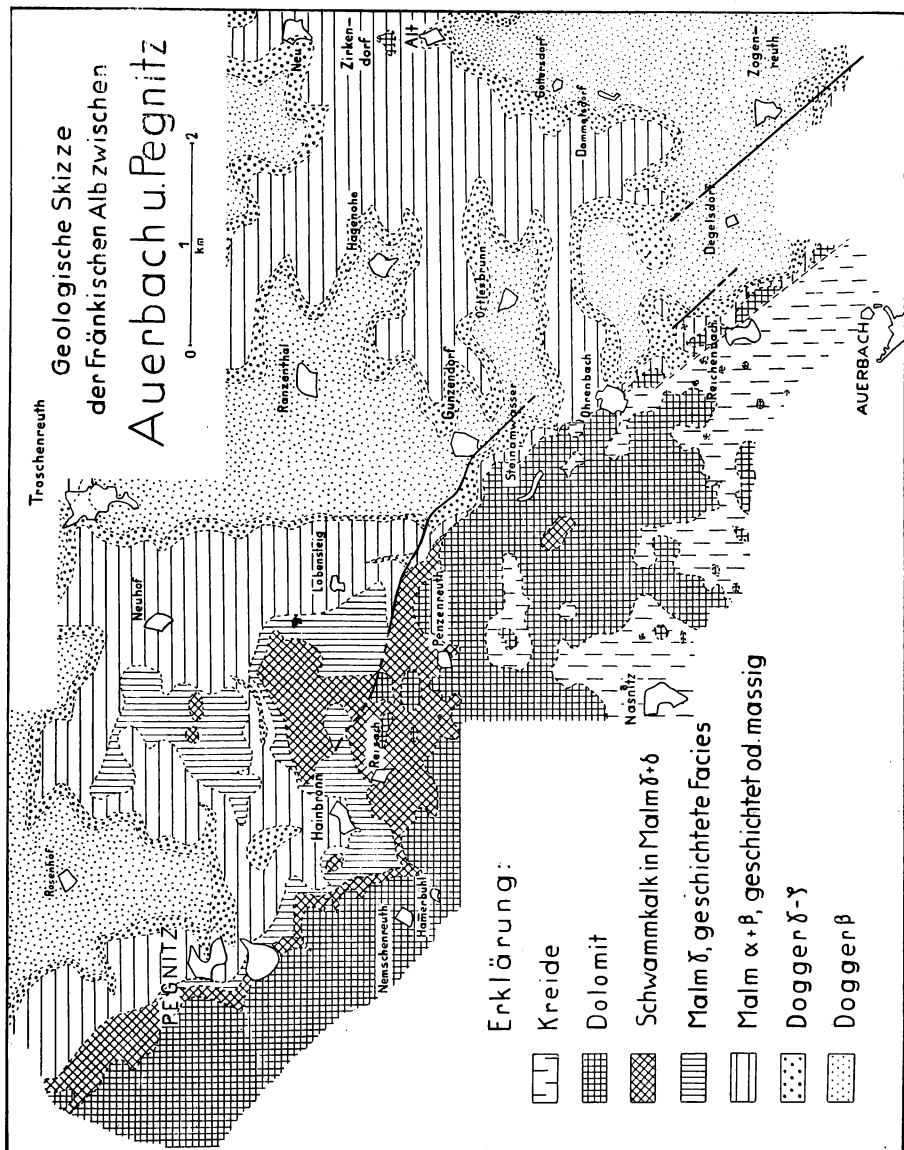 Geologische Skizze
der Fränkischen Alb zwischen
Auerbach u. Pegnitz
0 1 2
km
Troschenreuth
Neu
Zirkendorf
Alt
Hagenohe
Ranzenthal
Gottersdorf
Dammelsdorf
Zogenreuth
Degelsdorf
Ortlesbrunn
Gunzendorf
Steinamwasser
Ohrenbach
Reichenbach
AUERBACH
Neuhof
Lobensteig
Penzenreuth
Nasnitz
Rosenhof
PEGNITZ
Hainbronn
Reisach
Nemschenreuth
Hamerbühl
Erklärung:
Kreide
Dolomit
Schwammkalk in Malm γ+δ
Malm γ, geschichtete Facies
Malm α+β, geschichtet od. massig
Dogger γ-ζ
Dogger β